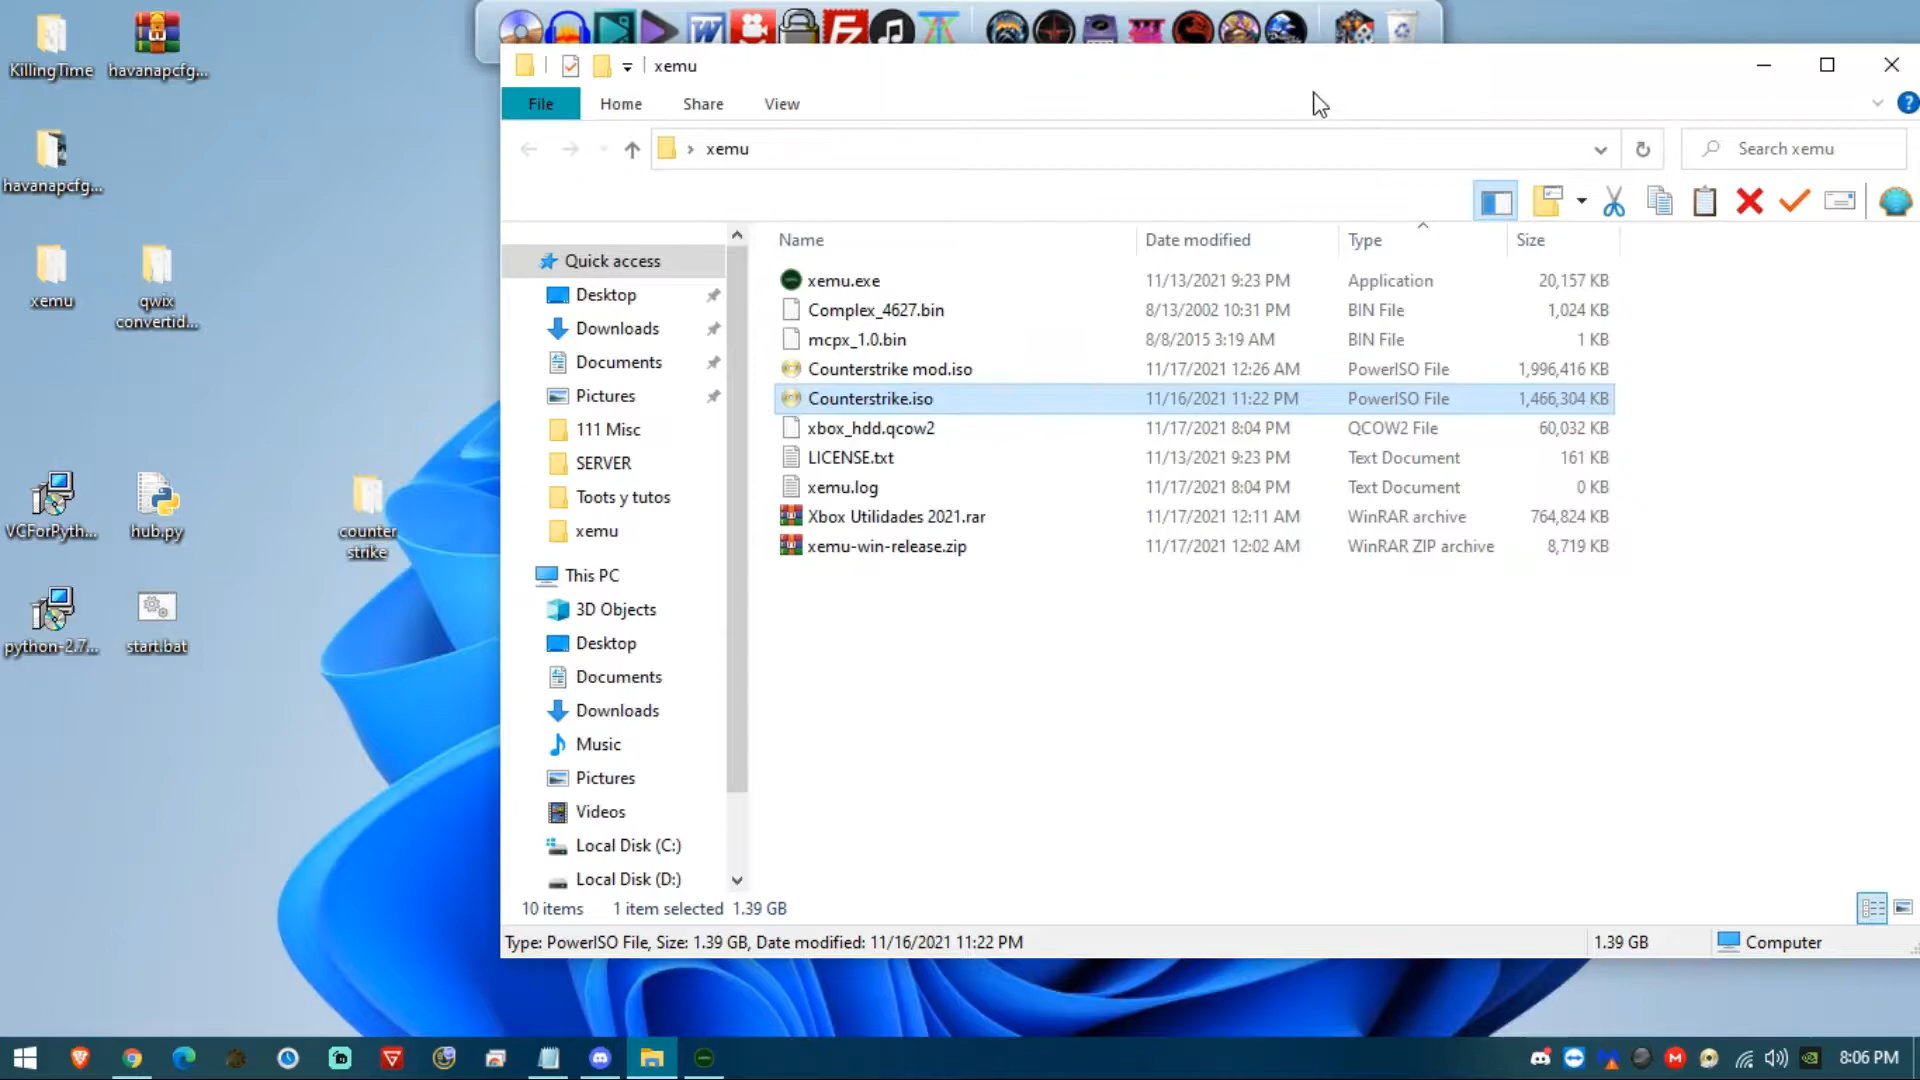 KillingTime
havanapcfg...
havanapcfg...
xemu
qwix
convertid...
VCForPyth...
hub.py
counter
strike
python-2.7...
start.bat
xemu
File
Home
Share
View
xemu
Search xemu
Name
Date modified
Type
Size
xemu.exe
11/13/2021 9:23 PM
Application
20,157 KB
Complex_4627.bin
8/13/2002 10:31 PM
BIN File
1,024 KB
mcpx_1.0.bin
8/8/2015 3:19 AM
BIN File
1 KB
Counterstrike mod.iso
11/17/2021 12:26 AM
PowerISO File
1,996,416 KB
Counterstrike.iso
11/16/2021 11:22 PM
PowerISO File
1,466,304 KB
xbox_hdd.qcow2
11/17/2021 8:04 PM
QCOW2 File
60,032 KB
LICENSE.txt
11/13/2021 9:23 PM
Text Document
161 KB
xemu.log
11/17/2021 8:04 PM
Text Document
0 KB
Xbox Utilidades 2021.rar
11/17/2021 12:11 AM
WinRAR archive
764,824 KB
xemu-win-release.zip
11/17/2021 12:02 AM
WinRAR ZIP archive
8,719 KB
Quick access
Desktop
Downloads
Documents
Pictures
111 Misc
SERVER
Toots y tutos
xemu
This PC
3D Objects
Desktop
Documents
Downloads
Music
Pictures
Videos
Local Disk (C:)
Local Disk (D:)
10 items
1 item selected 1.39 GB
Type: PowerISO File, Size: 1.39 GB, Date modified: 11/16/2021 11:22 PM
1.39 GB
Computer
8:06 PM